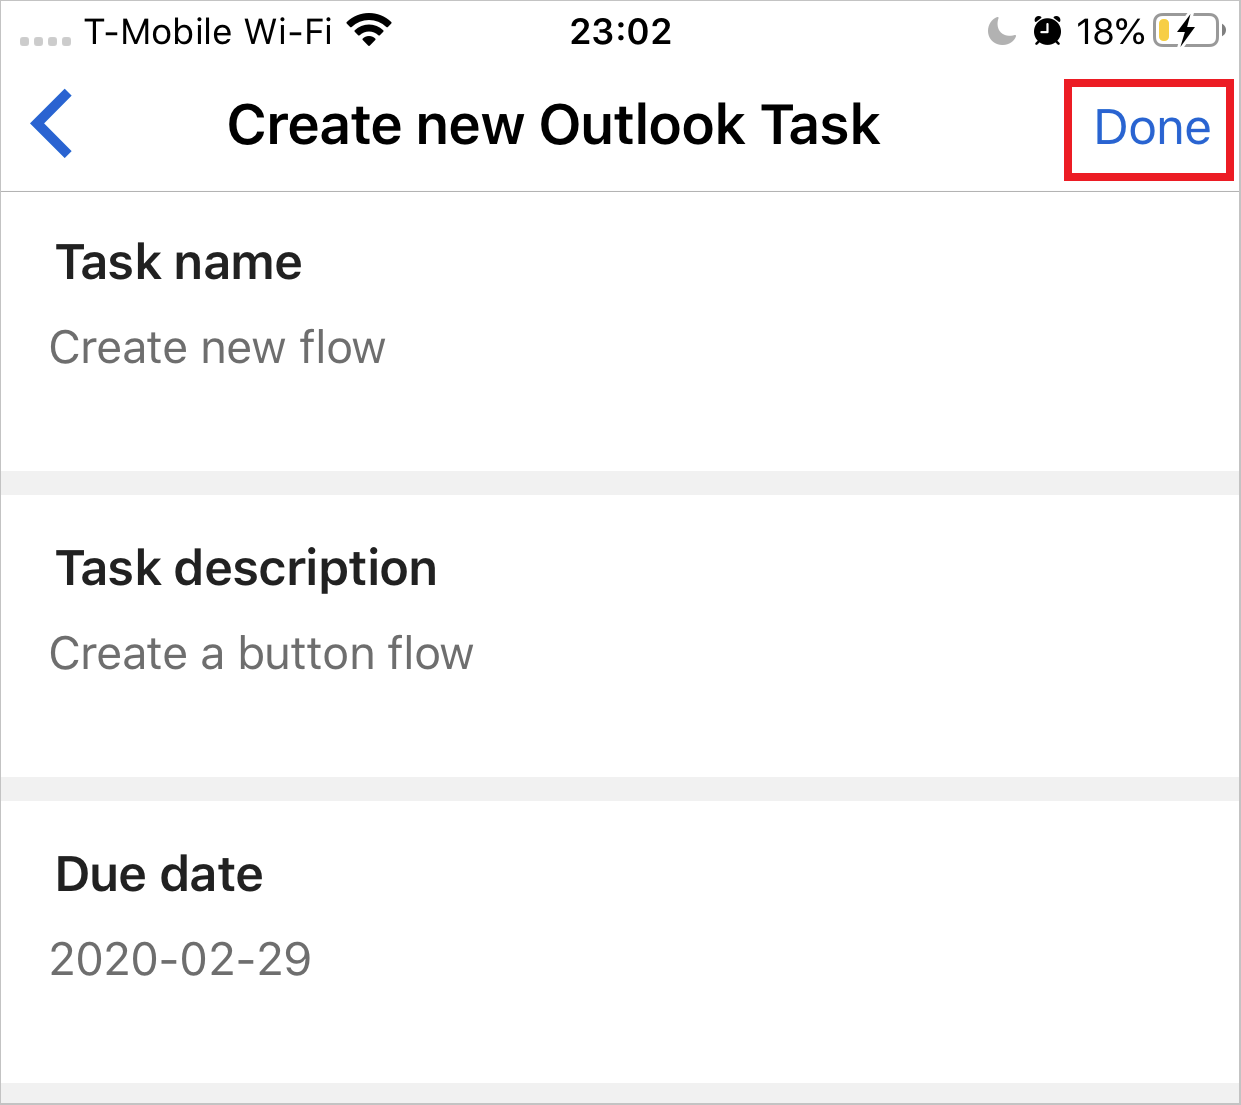 T-Mobile Wi-Fi 23:02 18%
Create new Outlook Task Done
Task name
Create new flow
Task description
Create a button flow
Due date
2020-02-29